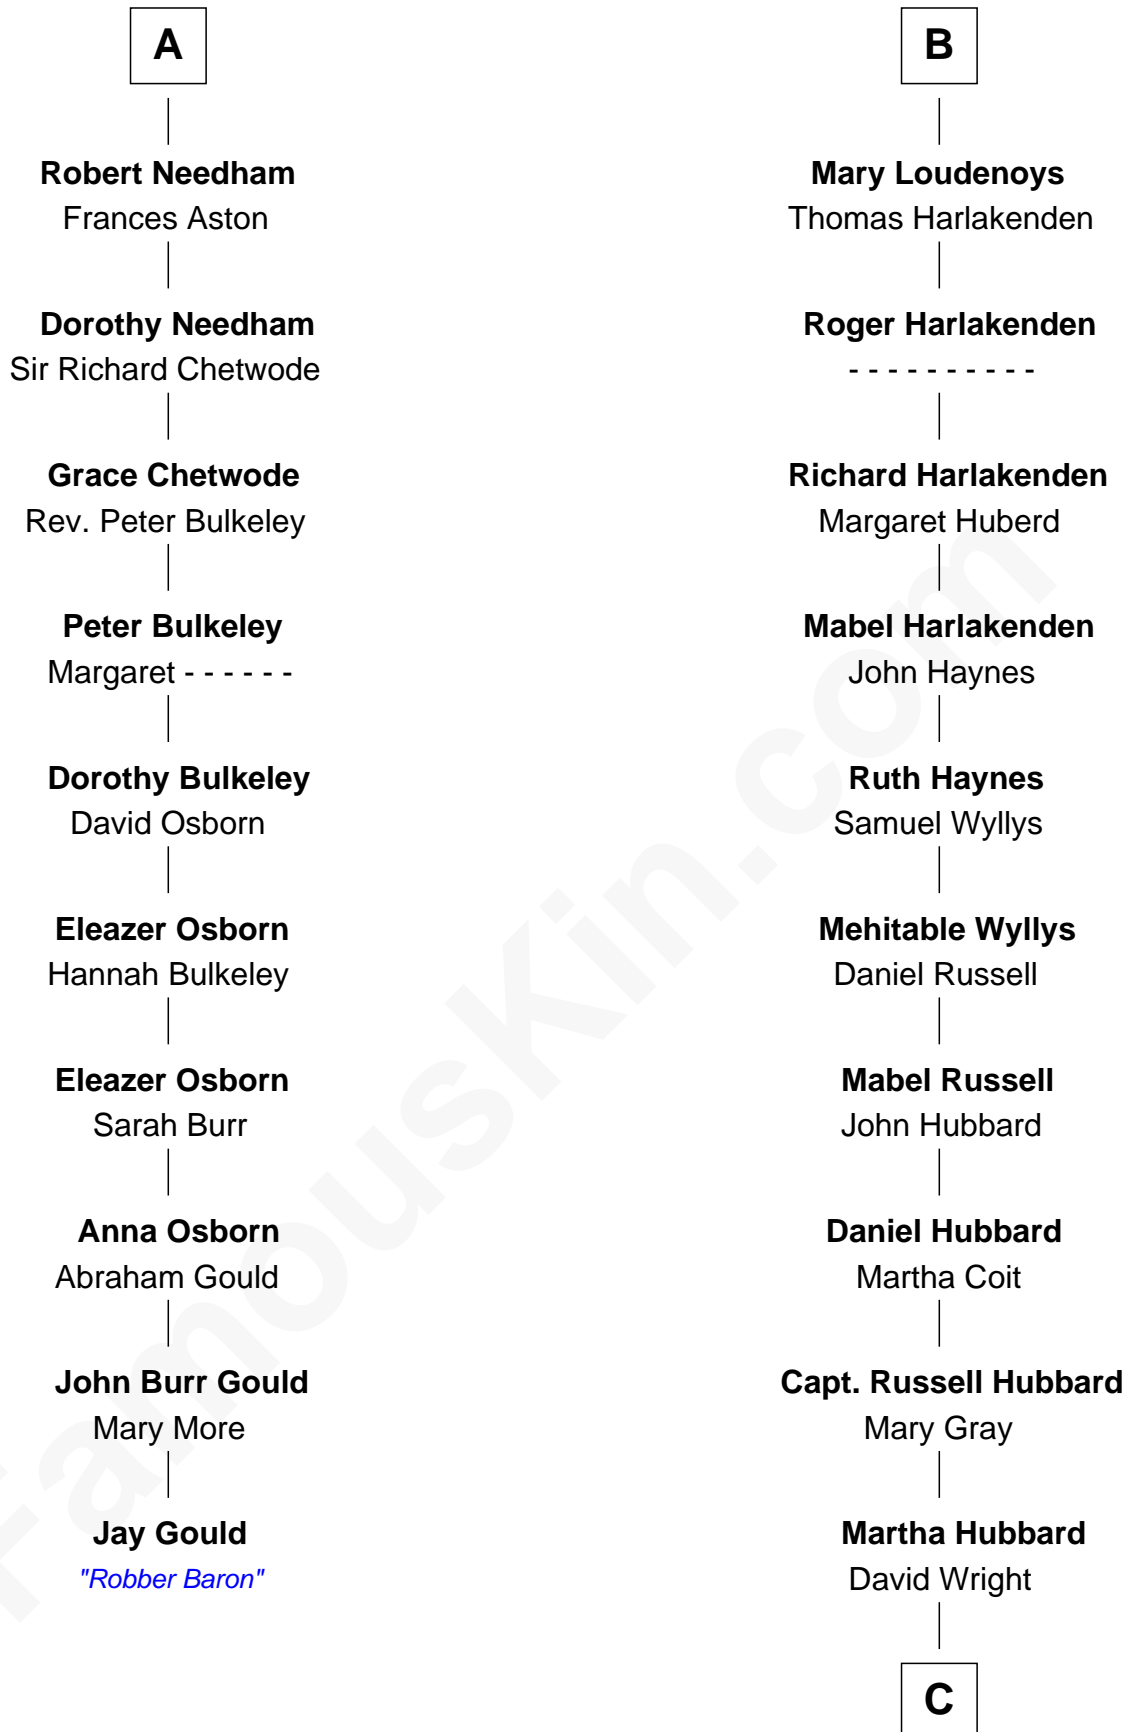 A
Robert Needham
Frances Aston
Dorothy Needham
Sir Richard Chetwode
Grace Chetwode
Rev. Peter Bulkeley
Peter Bulkeley
Margaret - - - - - -
Dorothy Bulkeley
David Osborn
Eleazer Osborn
Hannah Bulkeley
Eleazer Osborn
Sarah Burr
Anna Osborn
Abraham Gould
John Burr Gould
Mary More
Jay Gould
"Robber Baron"
B
Mary Loudenoys
Thomas Harlakenden
Roger Harlakenden
- - - - - - - - - -
Richard Harlakenden
Margaret Huberd
Mabel Harlakenden
John Haynes
Ruth Haynes
Samuel Wyllys
Mehitable Wyllys
Daniel Russell
Mabel Russell
John Hubbard
Daniel Hubbard
Martha Coit
Capt. Russell Hubbard
Mary Gray
Martha Hubbard
David Wright
C
FamousKin.com